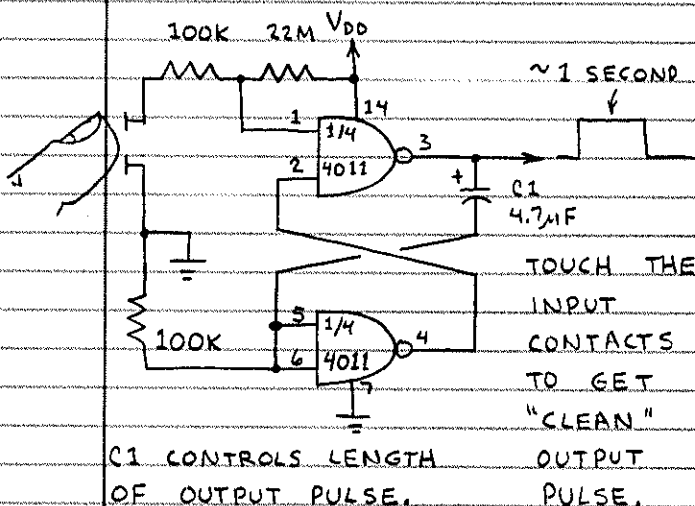 100K 22M VDD
~ 1 SECOND
14
1
1/4
3
2
4011
+
C1
4.7µF
5
1/4
4
100K
6
4011
7
TOUCH THE
INPUT
CONTACTS
TO GET
"CLEAN"
OUTPUT
PULSE.
C1 CONTROLS LENGTH
OF OUTPUT PULSE.